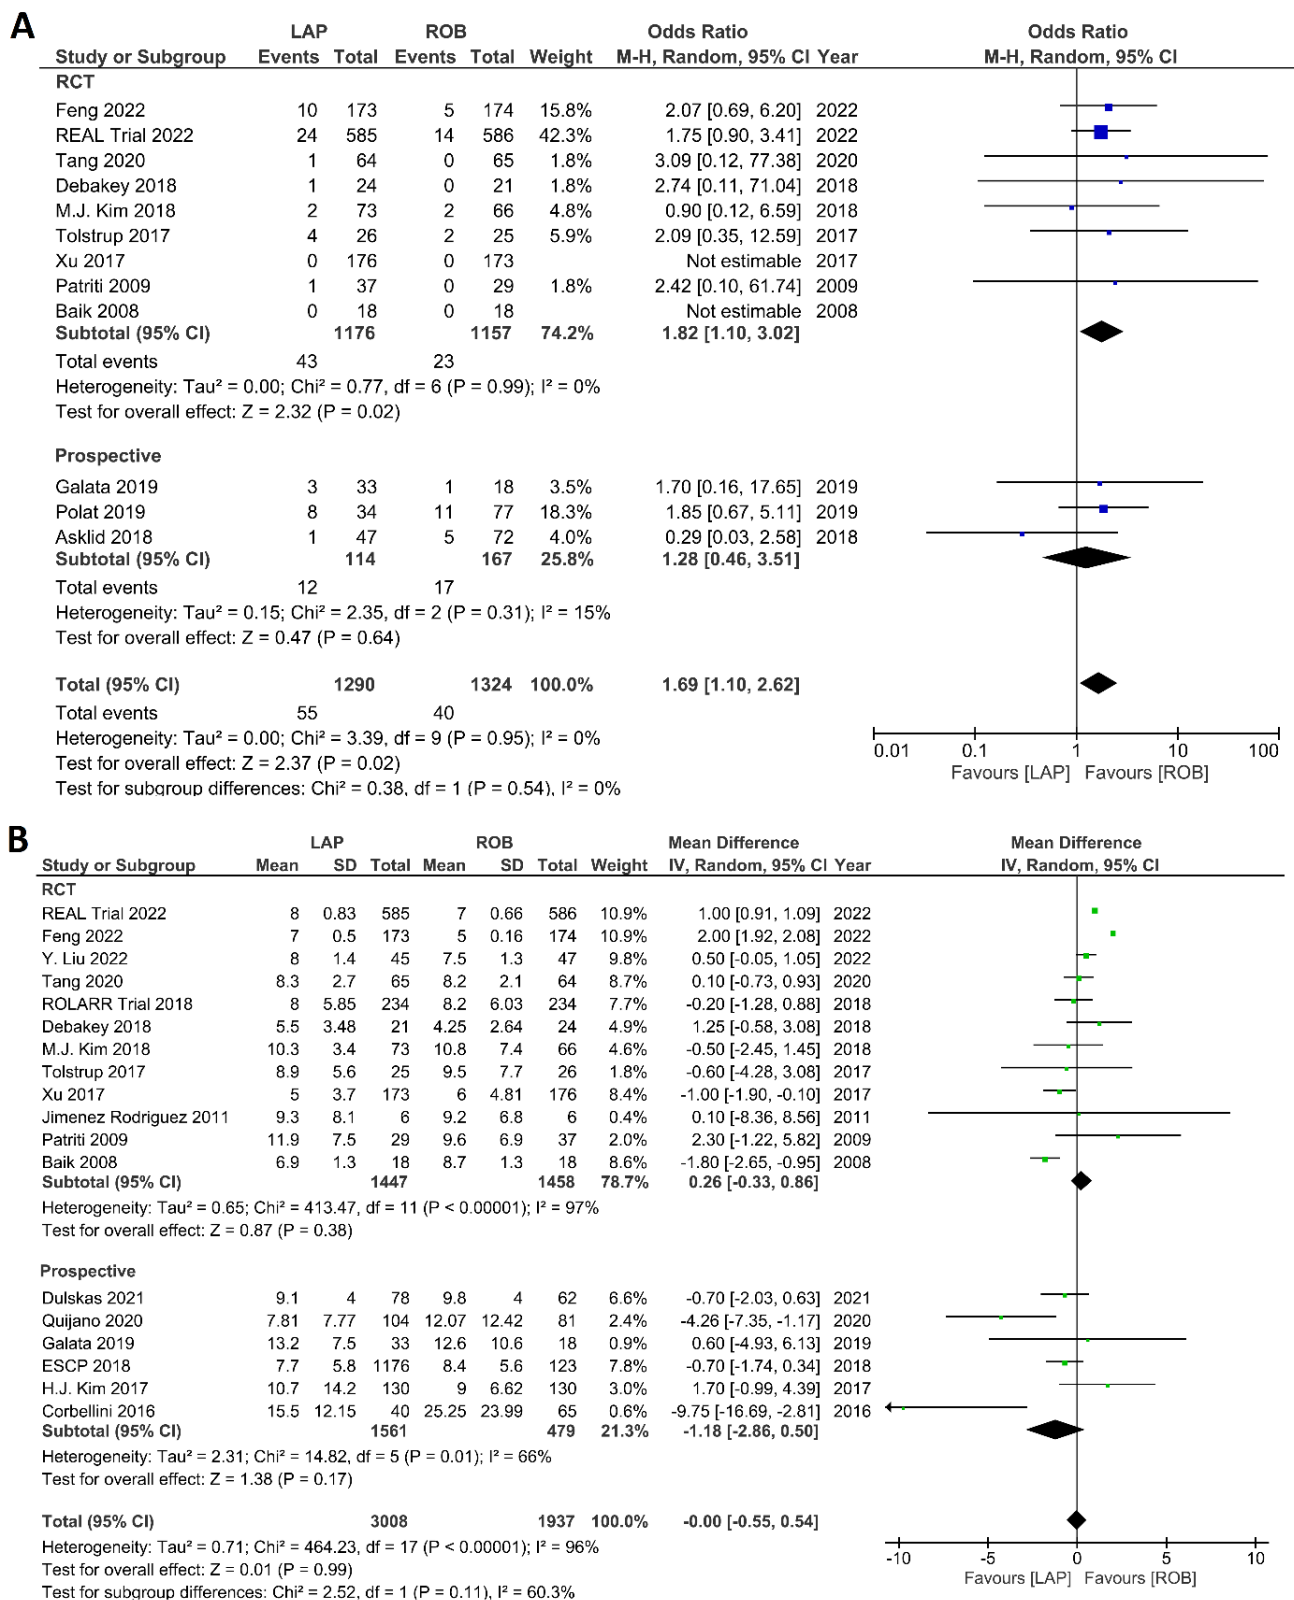 A
LAP ROB Odds Ratio Odds Ratio
Study or Subgroup Events Total Events Total Weight M-H, Random, 95% CI Year M-H, Random, 95% CI
RCT
Feng 2022 10 173 5 174 15.8% 2.07 [0.69, 6.20] 2022
REAL Trial 2022 24 585 14 586 42.3% 1.75 [0.90, 3.41] 2022
Tang 2020 1 64 0 65 1.8% 3.09 [0.12, 77.38] 2020
Debakey 2018 1 24 0 21 1.8% 2.74 [0.11, 71.04] 2018
M.J. Kim 2018 2 73 2 66 4.8% 0.90 [0.12, 6.59] 2018
Tolstrup 2017 4 26 2 25 5.9% 2.09 [0.35, 12.59] 2017
Xu 2017 0 176 0 173 Not estimable 2017
Patriti 2009 1 37 0 29 1.8% 2.42 [0.10, 61.74] 2009
Baik 2008 0 18 0 18 Not estimable 2008
Subtotal (95% CI) 1176 1157 74.2% 1.82 [1.10, 3.02]
Total events 43 23
Heterogeneity: Tau² = 0.00; Chi² = 0.77, df = 6 (P = 0.99); I² = 0%
Test for overall effect: Z = 2.32 (P = 0.02)
Prospective
Galata 2019 3 33 1 18 3.5% 1.70 [0.16, 17.65] 2019
Polat 2019 8 34 11 77 18.3% 1.85 [0.67, 5.11] 2019
Asklid 2018 1 47 5 72 4.0% 0.29 [0.03, 2.58] 2018
Subtotal (95% CI) 114 167 25.8% 1.28 [0.46, 3.51]
Total events 12 17
Heterogeneity: Tau² = 0.15; Chi² = 2.35, df = 2 (P = 0.31); I² = 15%
Test for overall effect: Z = 0.47 (P = 0.64)
Total (95% CI) 1290 1324 100.0% 1.69 [1.10, 2.62]
Total events 55 40
Heterogeneity: Tau² = 0.00; Chi² = 3.39, df = 9 (P = 0.95); I² = 0%
Test for overall effect: Z = 2.37 (P = 0.02)
Test for subgroup differences: Chi² = 0.38, df = 1 (P = 0.54), I² = 0%
0.01 0.1 1 10 100
Favours [LAP] Favours [ROB]
B
LAP ROB Mean Difference Mean Difference
Study or Subgroup Mean SD Total Mean SD Total Weight IV, Random, 95% CI Year IV, Random, 95% CI
RCT
REAL Trial 2022 8 0.83 585 7 0.66 586 10.9% 1.00 [0.91, 1.09] 2022
Feng 2022 7 0.5 173 5 0.16 174 10.9% 2.00 [1.92, 2.08] 2022
Y. Liu 2022 8 1.4 45 7.5 1.3 47 9.8% 0.50 [-0.05, 1.05] 2022
Tang 2020 8.3 2.7 65 8.2 2.1 64 8.7% 0.10 [-0.73, 0.93] 2020
ROLARR Trial 2018 8 5.85 234 8.2 6.03 234 7.7% -0.20 [-1.28, 0.88] 2018
Debakey 2018 5.5 3.48 21 4.25 2.64 24 4.9% 1.25 [-0.58, 3.08] 2018
M.J. Kim 2018 10.3 3.4 73 10.8 7.4 66 4.6% -0.50 [-2.45, 1.45] 2018
Tolstrup 2017 8.9 5.6 25 9.5 7.7 26 1.8% -0.60 [-4.28, 3.08] 2017
Xu 2017 5 3.7 173 6 4.81 176 8.4% -1.00 [-1.90, -0.10] 2017
Jimenez Rodriguez 2011 9.3 8.1 6 9.2 6.8 6 0.4% 0.10 [-8.36, 8.56] 2011
Patriti 2009 11.9 7.5 29 9.6 6.9 37 2.0% 2.30 [-1.22, 5.82] 2009
Baik 2008 6.9 1.3 18 8.7 1.3 18 8.6% -1.80 [-2.65, -0.95] 2008
Subtotal (95% CI) 1447 1458 78.7% 0.26 [-0.33, 0.86]
Heterogeneity: Tau² = 0.65; Chi² = 413.47, df = 11 (P < 0.00001); I² = 97%
Test for overall effect: Z = 0.87 (P = 0.38)
Prospective
Dulskas 2021 9.1 4 78 9.8 4 62 6.6% -0.70 [-2.03, 0.63] 2021
Quijano 2020 7.81 7.77 104 12.07 12.42 81 2.4% -4.26 [-7.35, -1.17] 2020
Galata 2019 13.2 7.5 33 12.6 10.6 18 0.9% 0.60 [-4.93, 6.13] 2019
ESCP 2018 7.7 5.8 1176 8.4 5.6 123 7.8% -0.70 [-1.74, 0.34] 2018
H.J. Kim 2017 10.7 14.2 130 9 6.62 130 3.0% 1.70 [-0.99, 4.39] 2017
Corbellini 2016 15.5 12.15 40 25.25 23.99 65 0.6% -9.75 [-16.69, -2.81] 2016
Subtotal (95% CI) 1561 479 21.3% -1.18 [-2.86, 0.50]
Heterogeneity: Tau² = 2.31; Chi² = 14.82, df = 5 (P = 0.01); I² = 66%
Test for overall effect: Z = 1.38 (P = 0.17)
Total (95% CI) 3008 1937 100.0% -0.00 [-0.55, 0.54]
Heterogeneity: Tau² = 0.71; Chi² = 464.23, df = 17 (P < 0.00001); I² = 96%
Test for overall effect: Z = 0.01 (P = 0.99)
Test for subgroup differences: Chi² = 2.52, df = 1 (P = 0.11), I² = 60.3%
-10 -5 0 5 10
Favours [LAP] Favours [ROB]